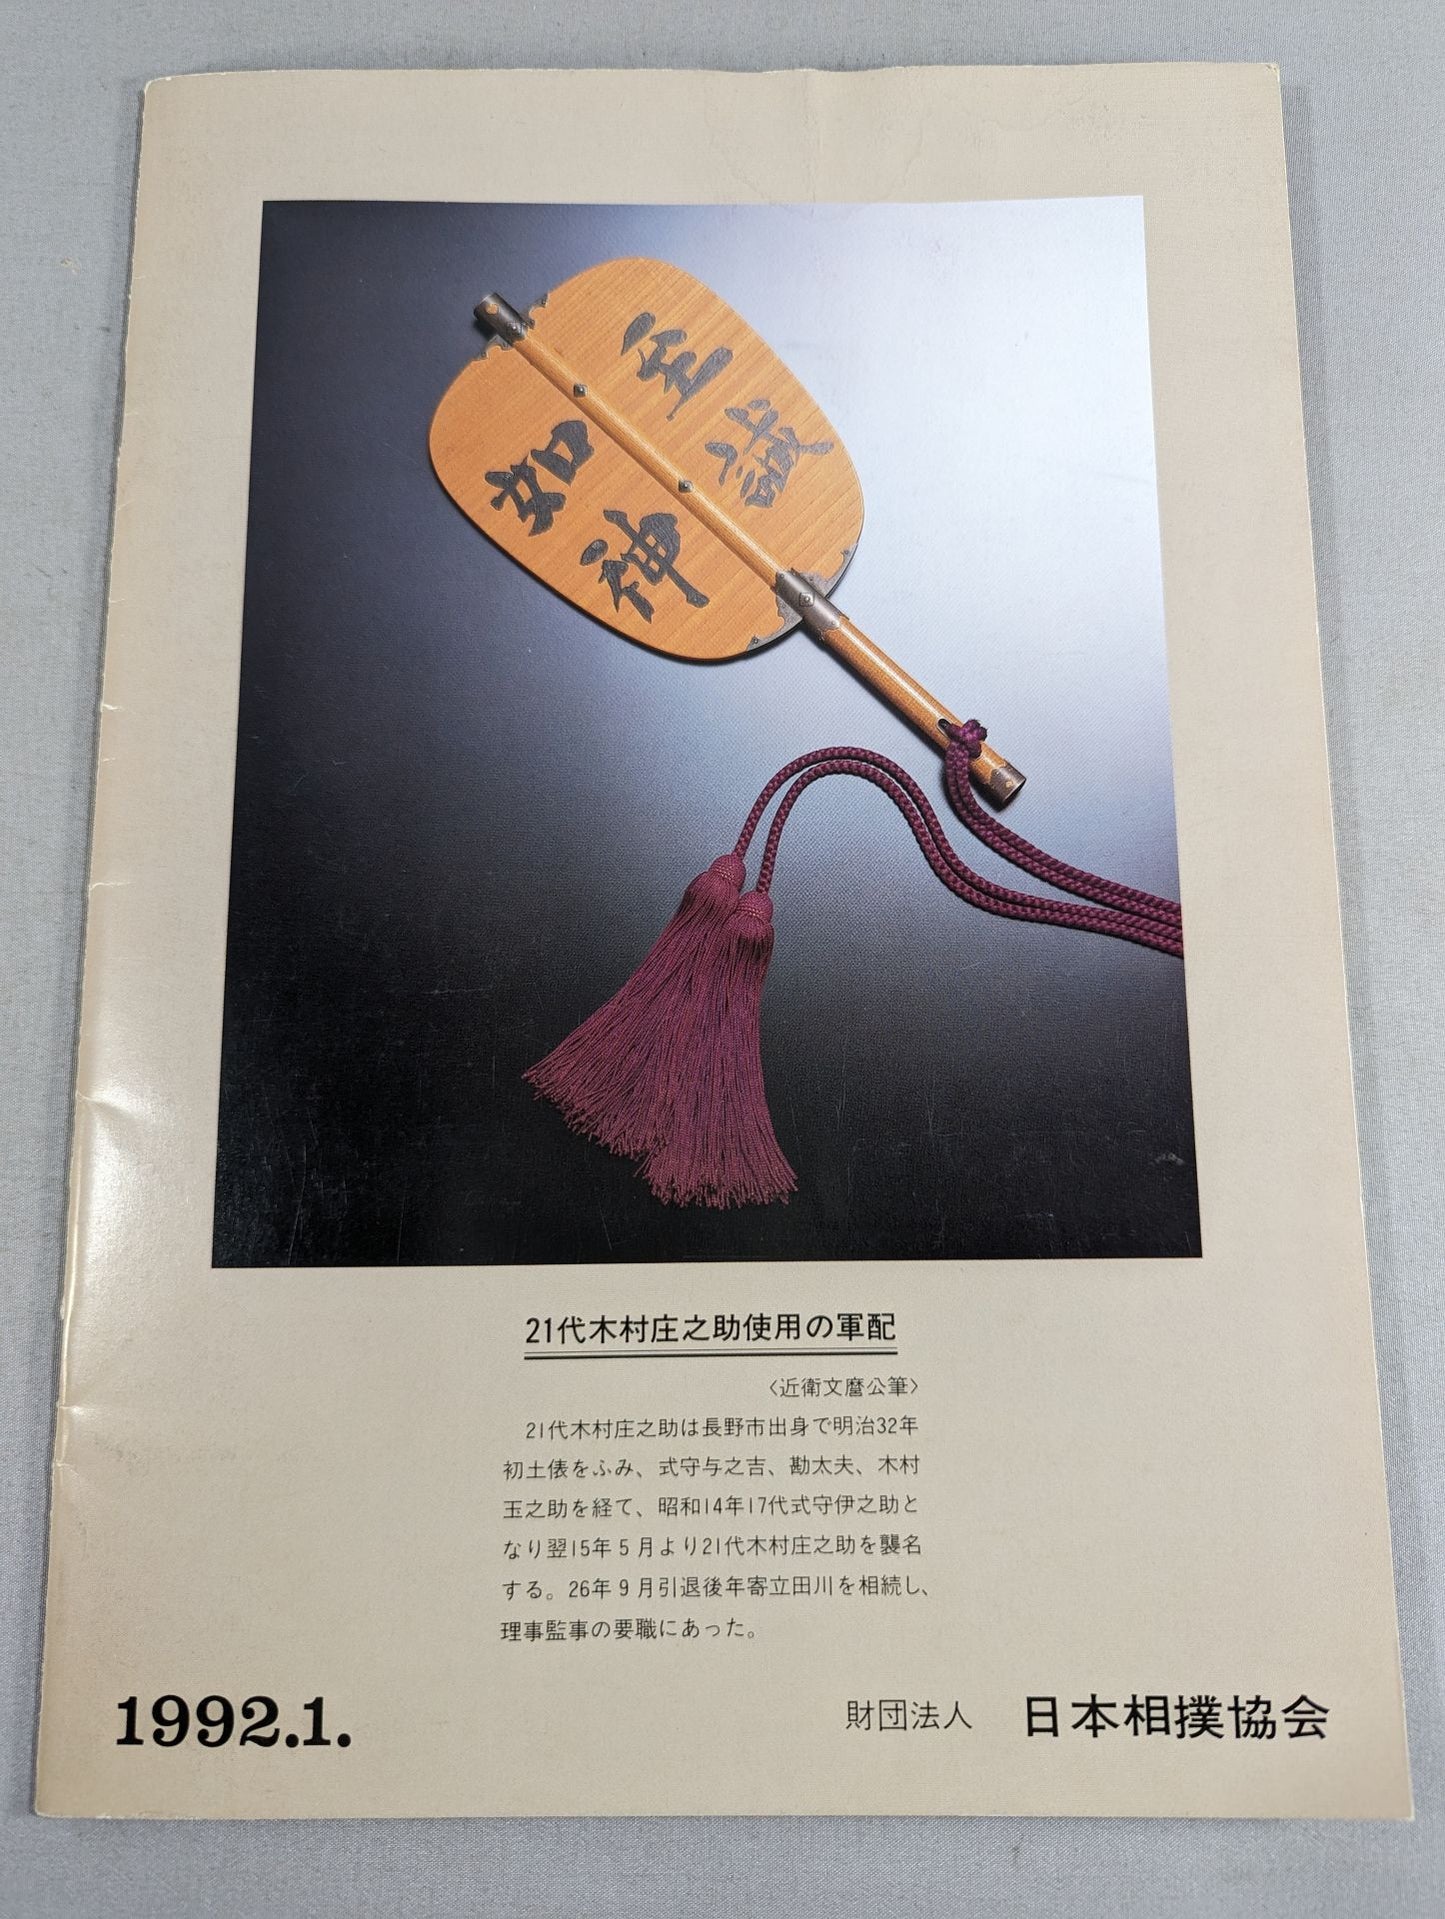 至誠
如神
21代木村庄之助使用の軍配
〈近衛文麿公筆〉
21代木村庄之助は長野市出身で明治32年
初土俵をふみ、式守与之吉、勘太夫、木村
玉之助を経て、昭和14年17代式守伊之助と
なり翌15年5月より21代木村庄之助を襲名
する。26年9月引退後年寄立田川を相続し、
理事監事の要職にあった。
1992.1.
財団法人 日本相撲協会